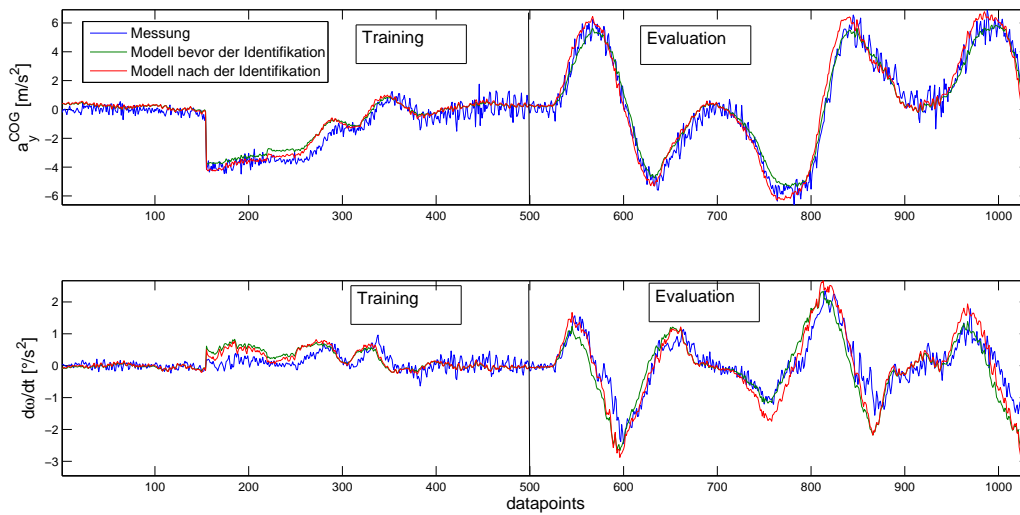 Messung
Modell bevor der Identifikation
Modell nach der Identifikation
Training
Evaluation
a_y^COG [m/s²]
6
4
2
0
-2
-4
-6
100 200 300 400 500 600 700 800 900 1000
Training
Evaluation
dω/dt [°/s²]
2
1
0
-1
-2
-3
100 200 300 400 500 600 700 800 900 1000
datapoints